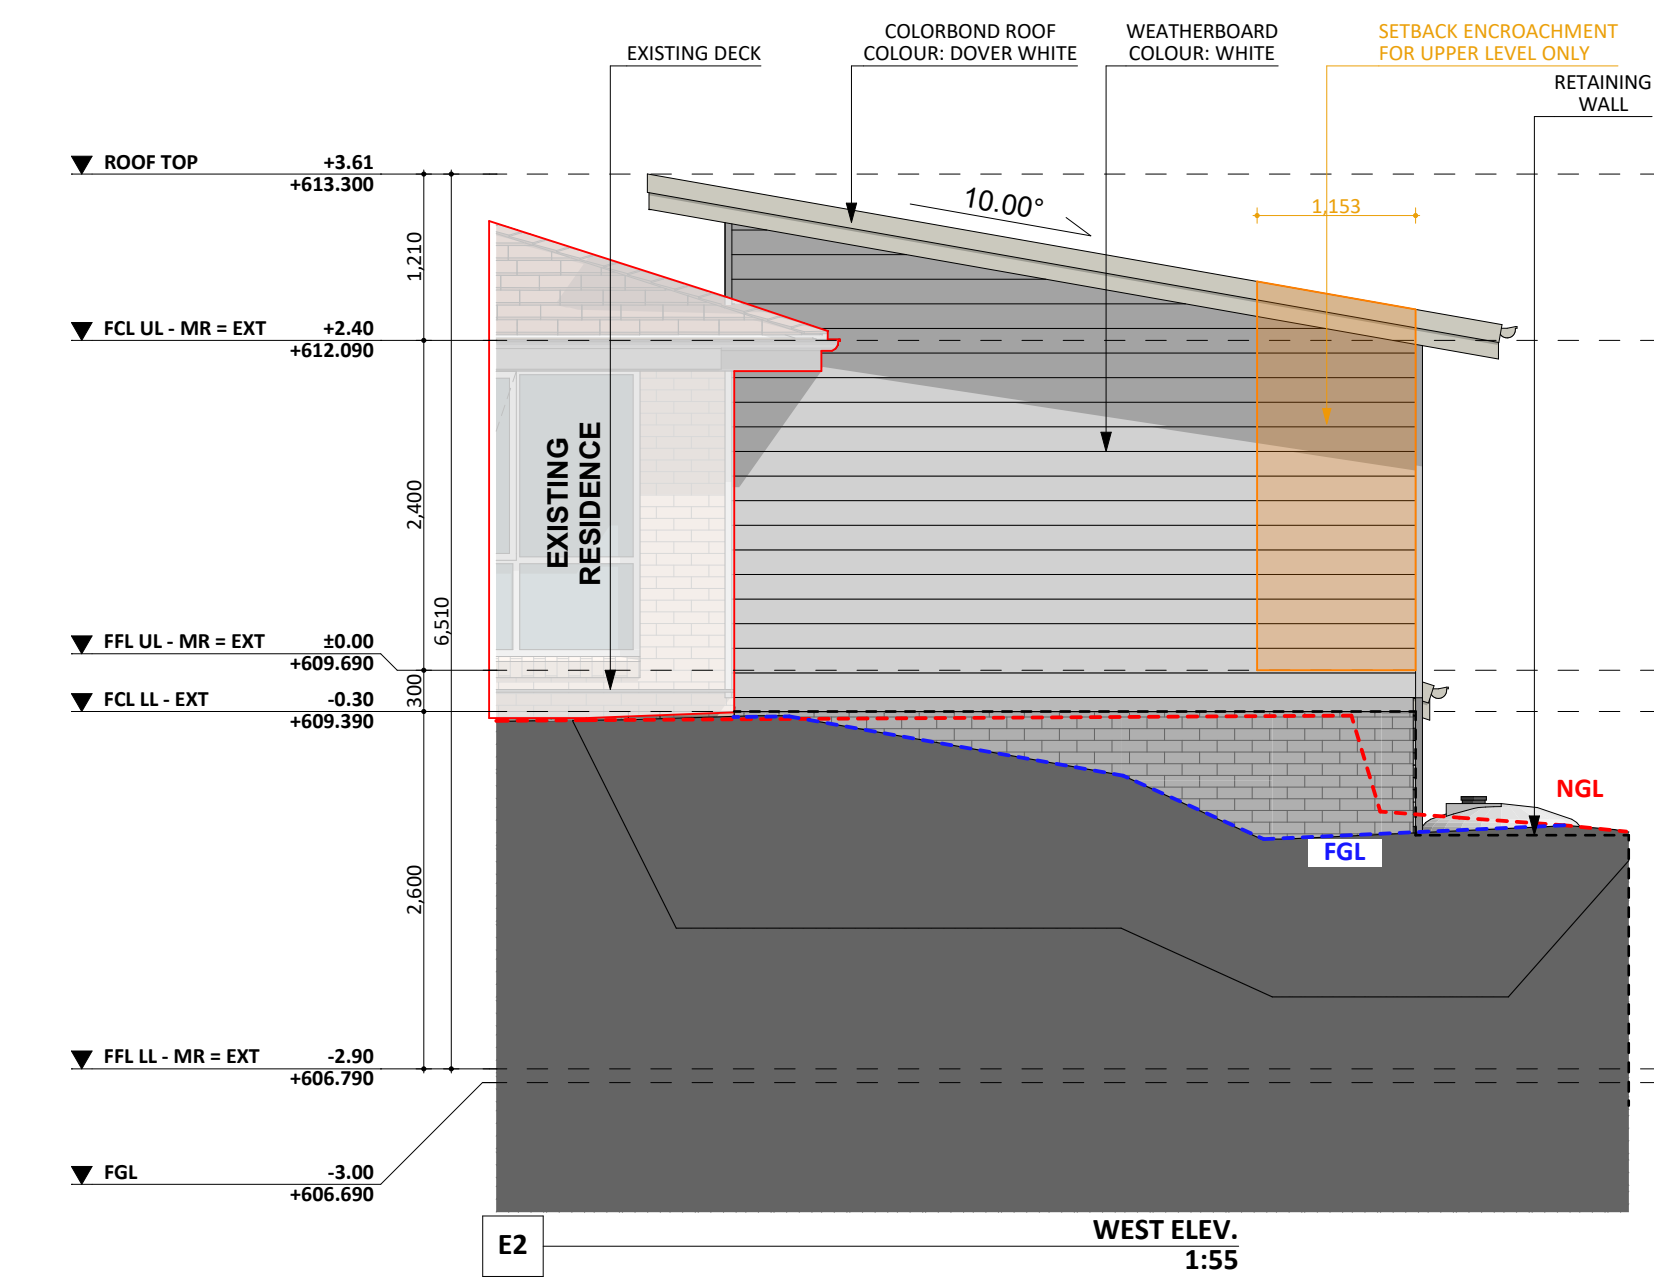 EXISTING DECK
COLORBOND ROOF
COLOUR: DOVER WHITE
WEATHERBOARD
COLOUR: WHITE
SETBACK ENCROACHMENT
FOR UPPER LEVEL ONLY
RETAINING
WALL
ROOF TOP +3.61
+613.300
10.00°
1,153
1,210
FCL UL - MR = EXT +2.40
+612.090
EXISTING
RESIDENCE
2,400
6,510
FFL UL - MR = EXT ±0.00
+609.690
300
FCL LL - EXT -0.30
+609.390
NGL
FGL
2,600
FFL LL - MR = EXT -2.90
+606.790
FGL -3.00
+606.690
E2
WEST ELEV.
1:55